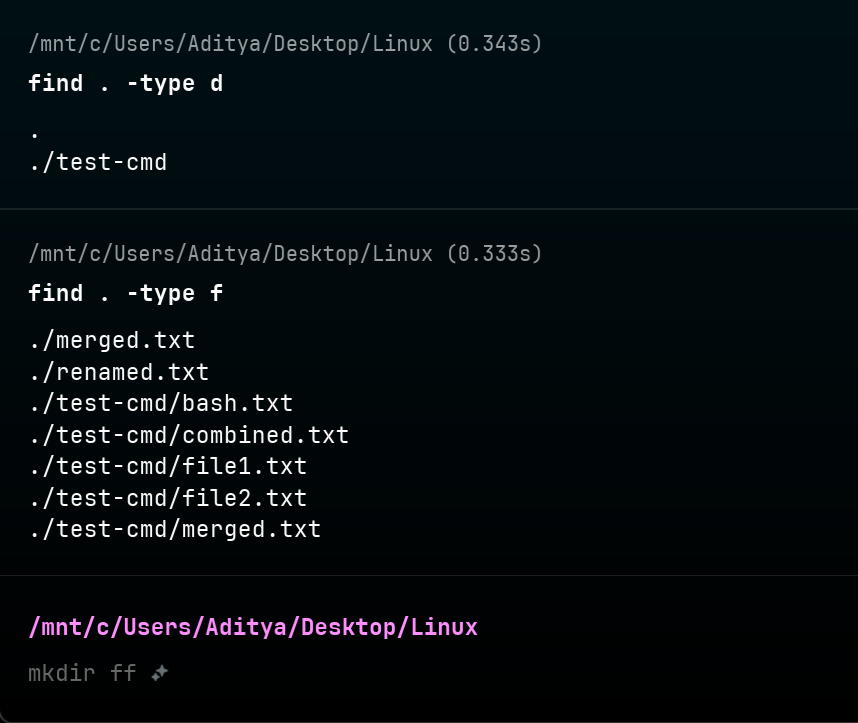 /mnt/c/Users/Aditya/Desktop/Linux (0.343s)
find . -type d
.
./test-cmd
/mnt/c/Users/Aditya/Desktop/Linux (0.333s)
find . -type f
./merged.txt
./renamed.txt
./test-cmd/bash.txt
./test-cmd/combined.txt
./test-cmd/file1.txt
./test-cmd/file2.txt
./test-cmd/merged.txt
/mnt/c/Users/Aditya/Desktop/Linux
mkdir ff